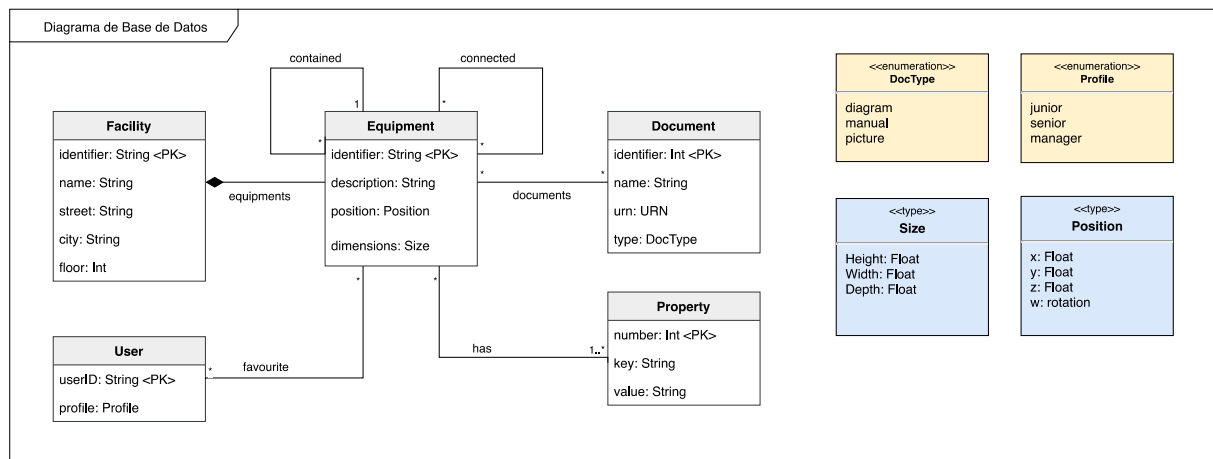 Diagrama de Base de Datos
contained
connected
1
*
*
*
Facility
identifier: String <PK>
name: String
street: String
city: String
floor: Int
equipments
Equipment
identifier: String <PK>
description: String
position: Position
dimensions: Size
*
*
documents
Document
identifier: Int <PK>
name: String
urn: URN
type: DocType
*
*
User
userID: String <PK>
profile: Profile
*
favourite
has
1..*
Property
number: Int <PK>
key: String
value: String
<<enumeration>>
DocType
diagram
manual
picture
<<enumeration>>
Profile
junior
senior
manager
<<type>>
Size
Height: Float
Width: Float
Depth: Float
<<type>>
Position
x: Float
y: Float
z: Float
w: rotation